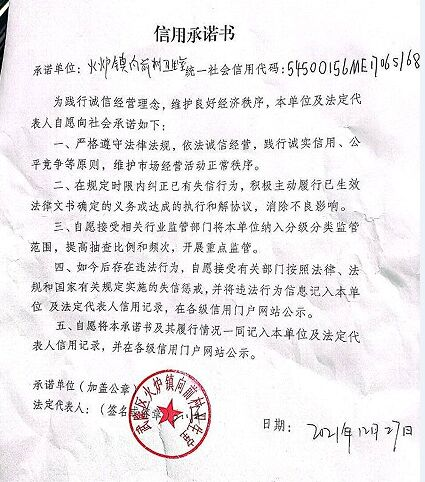 信用承诺书
承诺单位：火炉镇向前村卫生室统一社会信用代码：54500156ME17065168
为践行诚信经营理念，维护良好经济秩序，本单位及法定代
表人自愿向社会承诺如下：
一、严格遵守法律法规，依法诚信经营，践行诚实信用、公
平竞争等原则，维护市场经营活动正常秩序。
二、在规定时限内纠正已有失信行为，积极主动履行已生效
法律文书确定的义务或达成的执行和解协议，消除不良影响。
三、自愿接受相关行业监管部门将本单位纳入分级分类监管
范围，提高抽查比例和频次，开展重点监管。
四、如今后存在违法行为，自愿接受有关部门按照法律、法
规和国家有关规定实施的失信惩戒，并将违法行为信息记入本单
位 及法定代表人信用记录，在各级信用门户网站公示。
五、自愿将本承诺书及其履行情况一同记入本单位及法定代
表人信用记录，并在各级信用门户网站公示。
承诺单位（加盖公章）
法定代表人：（签名
武隆区火炉镇向前村卫生室
日期：2021年12月27日